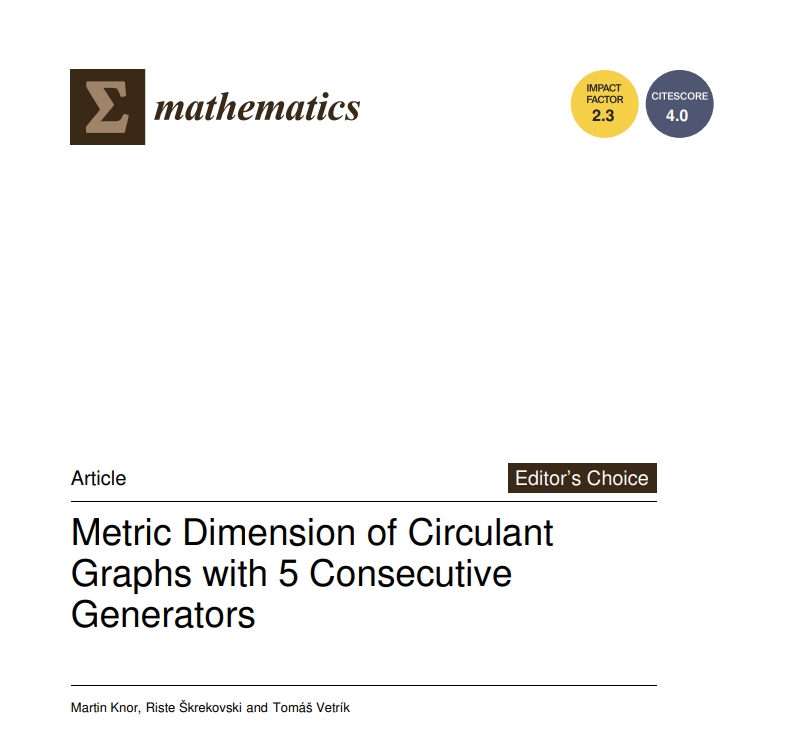 Σ mathematics
IMPACT
FACTOR
2.3
CITESCORE
4.0
Article
Editor's Choice
Metric Dimension of Circulant
Graphs with 5 Consecutive
Generators
Martin Knor, Riste Škrekovski and Tomáš Vetrík